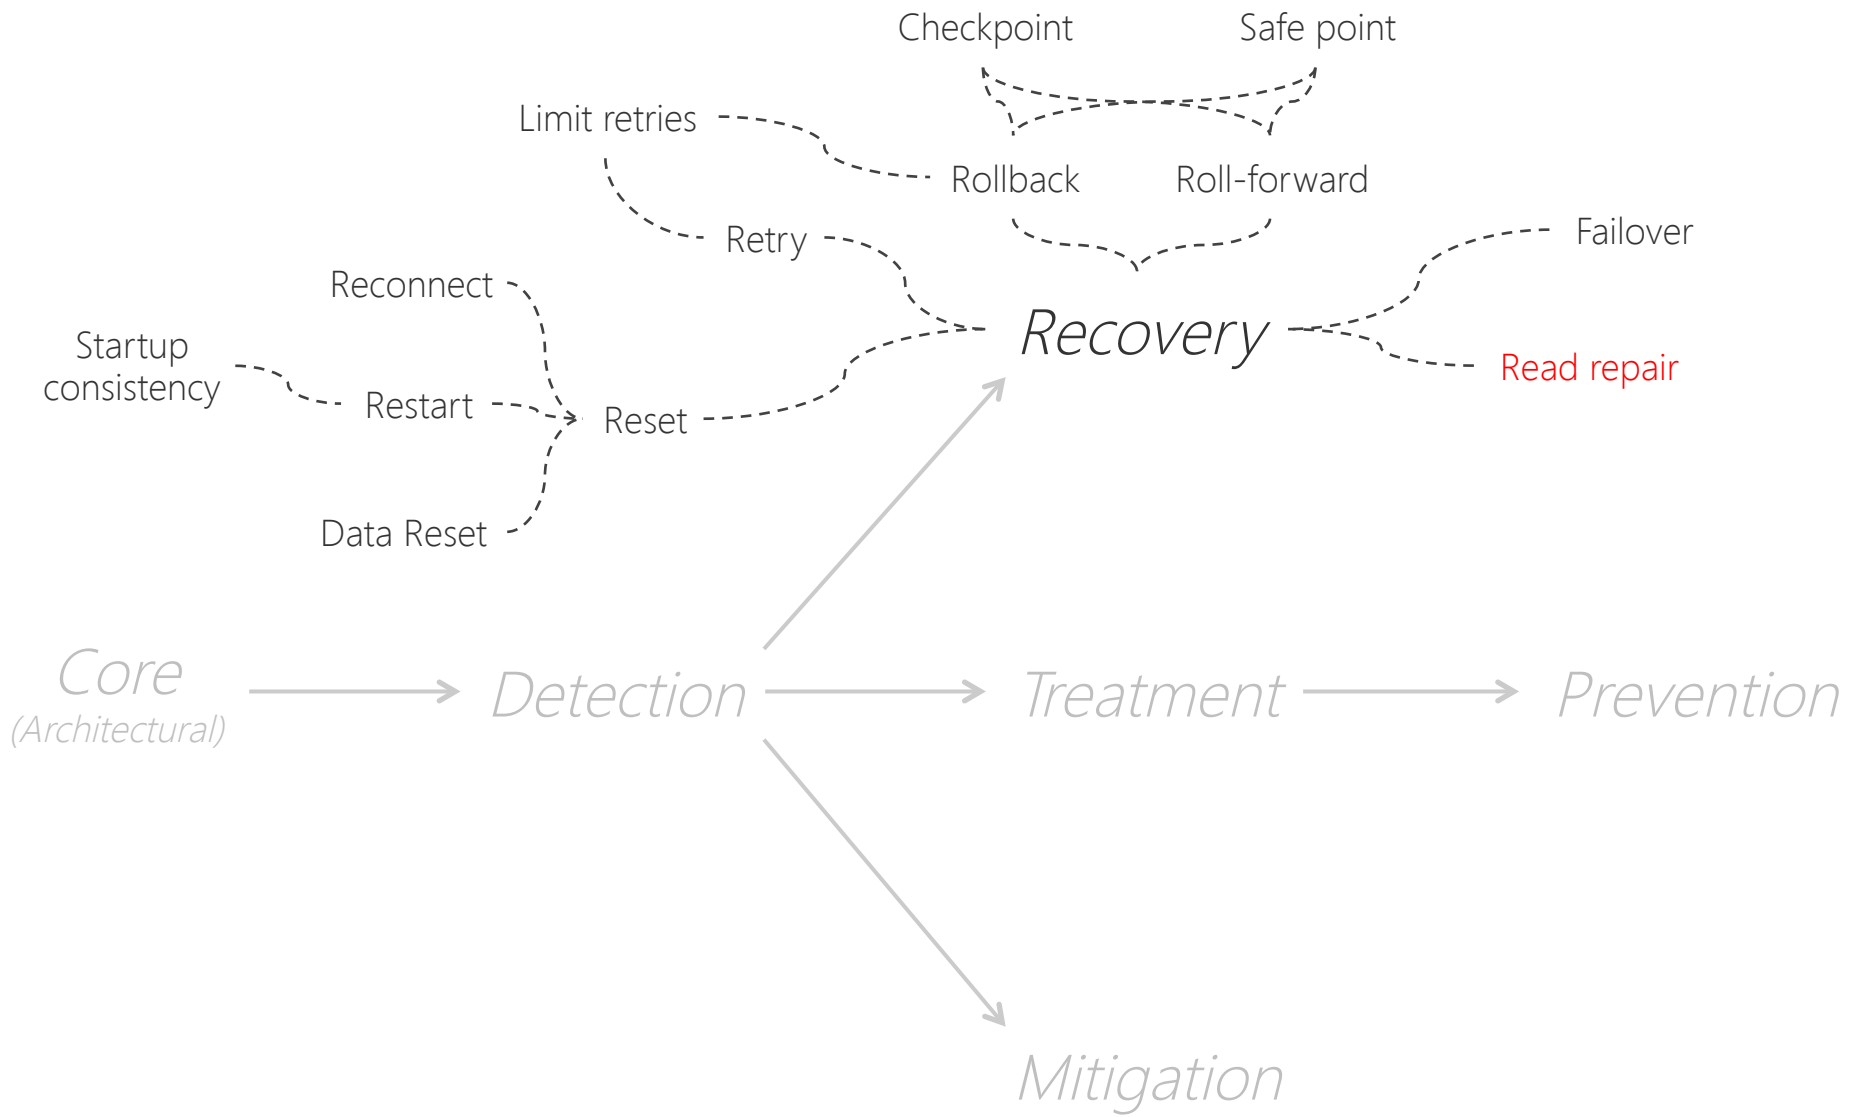 Checkpoint
Safe point
Limit retries
Rollback
Roll-forward
Retry
Failover
Reconnect
Recovery
Startup
consistency
Read repair
Restart
Reset
Data Reset
Core
(Architectural)
Detection
Treatment
Prevention
Mitigation